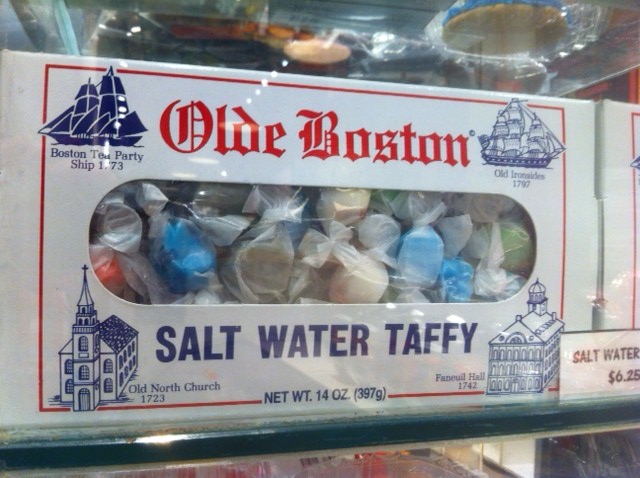 Olde Boston
Boston Tea Party
Ship 1773
Old Ironsides
1797
SALT WATER TAFFY
Old North Church
1723
Faneuil Hall
1742
NET WT. 14 OZ. (397g)
SALT WATER
$6.25